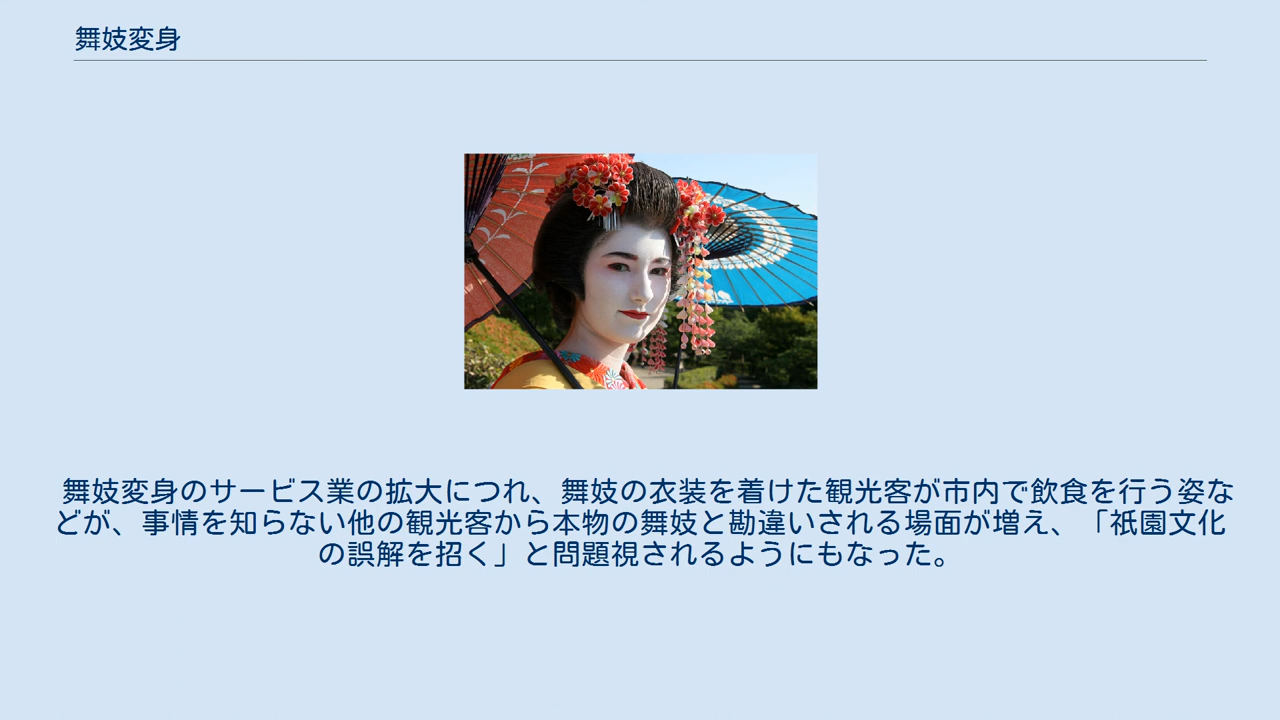 舞妓変身
舞妓変身のサービス業の拡大につれ、舞妓の衣装を着けた観光客が市内で飲食を行う姿な
どが、事情を知らない他の観光客から本物の舞妓と勘違いされる場面が増え、「祇園文化
の誤解を招く」と問題視されるようにもなった。